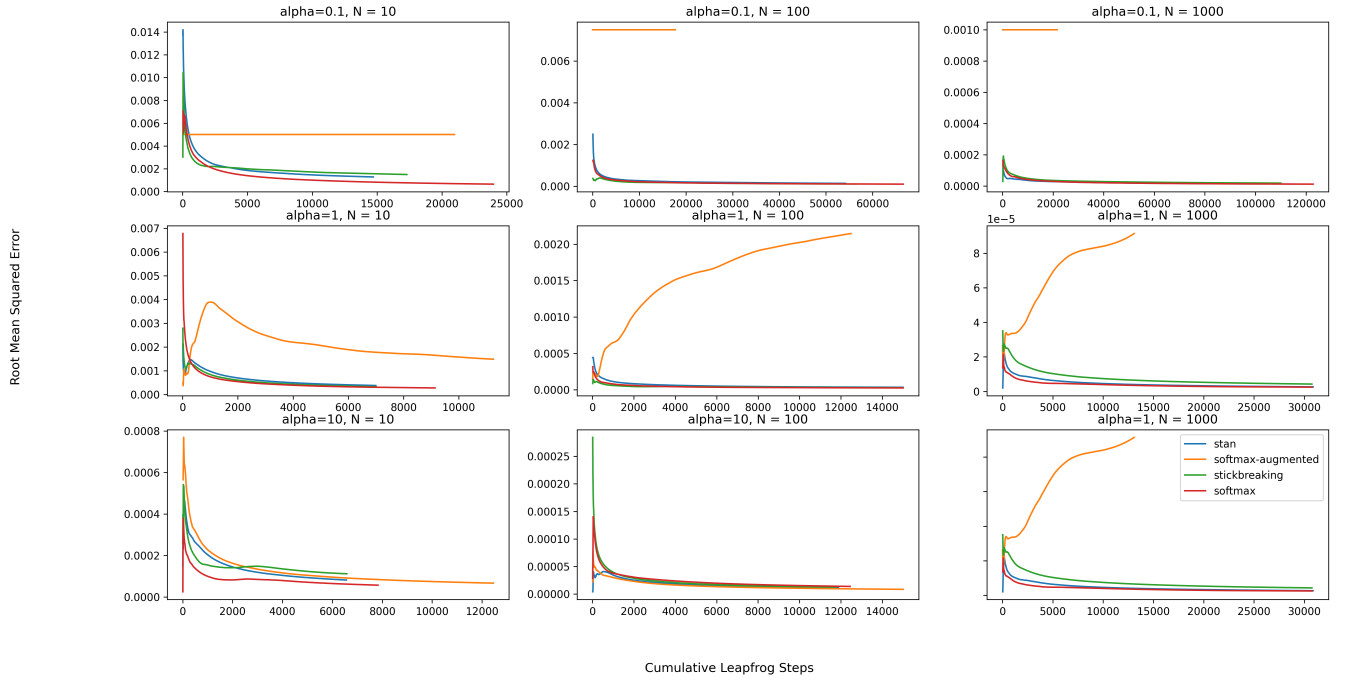 alpha=0.1, N = 10
alpha=0.1, N = 100
alpha=0.1, N = 1000
0.014
0.012
0.010
0.008
0.006
0.004
0.002
0.000
0 5000 10000 15000 20000 25000
0.006
0.004
0.002
0.000
0 10000 20000 30000 40000 50000 60000
0.0010
0.0008
0.0006
0.0004
0.0002
0.0000
0 20000 40000 60000 80000 100000 120000
alpha=1, N = 10
alpha=1, N = 100
alpha=1, N = 1000
0.007
0.006
0.005
0.004
0.003
0.002
0.001
0.000
0 2000 4000 6000 8000 10000
0.0020
0.0015
0.0010
0.0005
0.0000
0 2000 4000 6000 8000 10000 12000 14000
1e−5
8
6
4
2
0
0 5000 10000 15000 20000 25000 30000
alpha=10, N = 10
alpha=10, N = 100
alpha=1, N = 1000
0.0008
0.0006
0.0004
0.0002
0.0000
0 2000 4000 6000 8000 10000 12000
0.00025
0.00020
0.00015
0.00010
0.00005
0.00000
0 2000 4000 6000 8000 10000 12000 14000
stan
softmax-augmented
stickbreaking
softmax
0 5000 10000 15000 20000 25000 30000
Root Mean Squared Error
Cumulative Leapfrog Steps